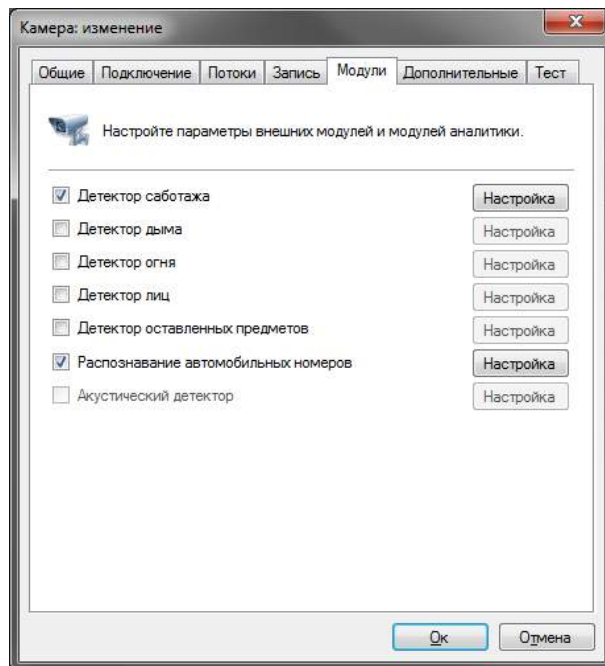 Камера: изменение
Общие Подключение Потоки Запись Модули Дополнительные Тест
Настройте параметры внешних модулей и модулей аналитики.
Детектор саботажа Настройка
Детектор дыма Настройка
Детектор огня Настройка
Детектор лиц Настройка
Детектор оставленных предметов Настройка
Распознавание автомобильных номеров Настройка
Акустический детектор Настройка
Ок Отмена